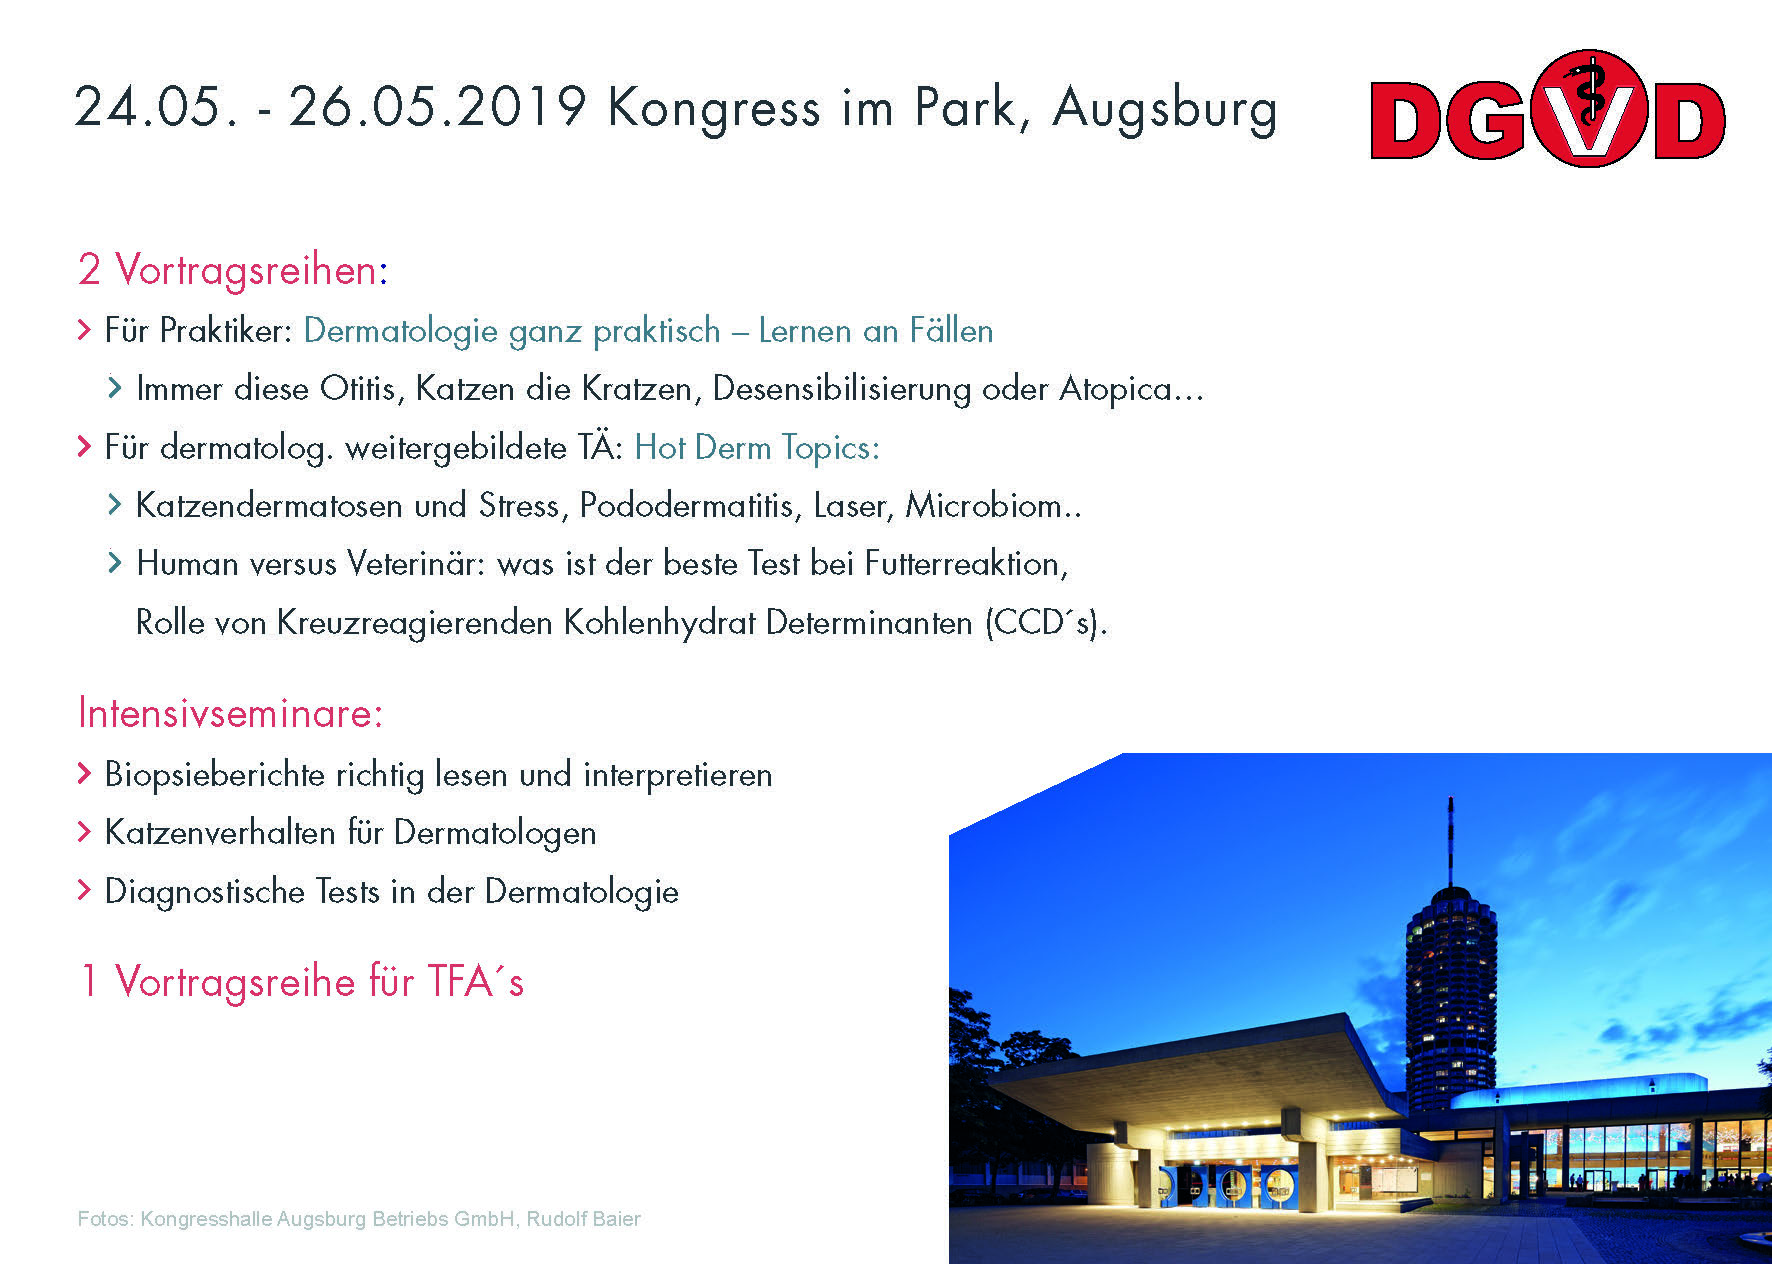 24.05. - 26.05.2019 Kongress im Park, Augsburg
DGVD
2 Vortragsreihen:
Für Praktiker: Dermatologie ganz praktisch – Lernen an Fällen
Immer diese Otitis, Katzen die Kratzen, Desensibilisierung oder Atopica...
Für dermatolog. weitergebildete TÄ: Hot Derm Topics:
Katzendermatosen und Stress, Pododermatitis, Laser, Microbiom..
Human versus Veterinär: was ist der beste Test bei Futterreaktion,
Rolle von Kreuzreagierenden Kohlenhydrat Determinanten (CCD´s).
Intensivseminare:
Biopsieberichte richtig lesen und interpretieren
Katzenverhalten für Dermatologen
Diagnostische Tests in der Dermatologie
1 Vortragsreihe für TFA´s
Fotos: Kongresshalle Augsburg Betriebs GmbH, Rudolf Baier